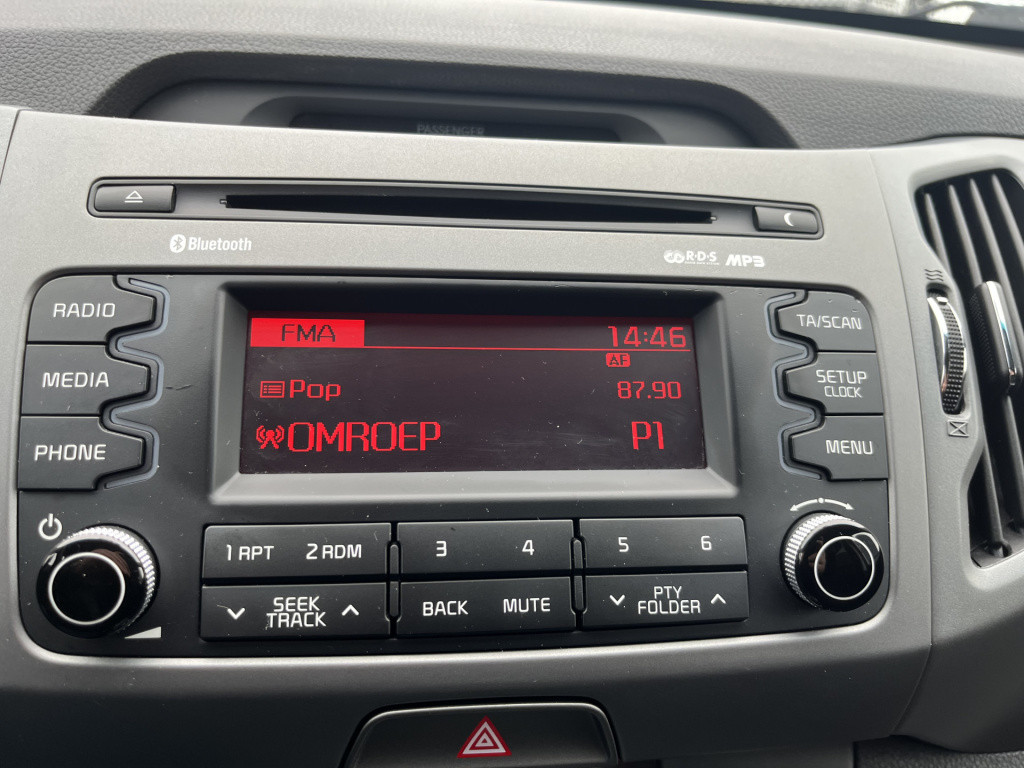 PASSENGER
Bluetooth
R·D·S MP3
RADIO
MEDIA
PHONE
FMA 14:46
AF
Pop 87.90
OMROEP P1
TA/SCAN
SETUP
CLOCK
MENU
1 RPT 2 RDM 3 4 5 6
SEEK
TRACK
BACK MUTE
PTY
FOLDER